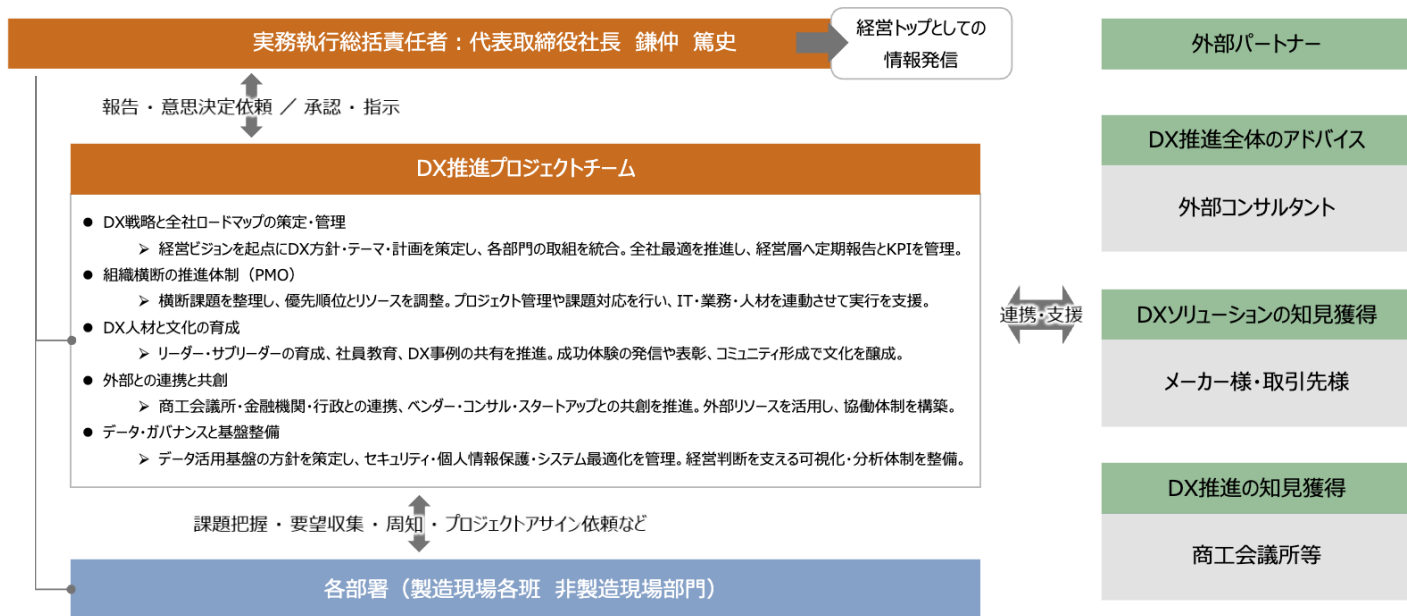 実務執行総括責任者：代表取締役社長 鎌仲 篤史
経営トップとしての
情報発信
報告・意思決定依頼 ／ 承認・指示
DX推進プロジェクトチーム
● DX戦略と全社ロードマップの策定・管理
➢ 経営ビジョンを起点にDX方針・テーマ・計画を策定し、各部門の取組を統合。全社最適を推進し、経営層へ定期報告とKPIを管理。
● 組織横断の推進体制（PMO）
➢ 横断課題を整理し、優先順位とリソースを調整。プロジェクト管理や課題対応を行い、IT・業務・人材を連動させて実行を支援。
● DX人材と文化の育成
➢ リーダー・サブリーダーの育成、社員教育、DX事例の共有を推進。成功体験の発信や表彰、コミュニティ形成で文化を醸成。
● 外部との連携と共創
➢ 商工会議所・金融機関・行政との連携、ベンダー・コンサル・スタートアップとの共創を推進。外部リソースを活用し、協働体制を構築。
● データ・ガバナンスと基盤整備
➢ データ活用基盤の方針を策定し、セキュリティ・個人情報保護・システム最適化を管理。経営判断を支える可視化・分析体制を整備。
課題把握・要望収集・周知・プロジェクトアサイン依頼など
各部署（製造現場各班 非製造現場部門）
連携・支援
外部パートナー
DX推進全体のアドバイス
外部コンサルタント
DXソリューションの知見獲得
メーカー様・取引先様
DX推進の知見獲得
商工会議所等